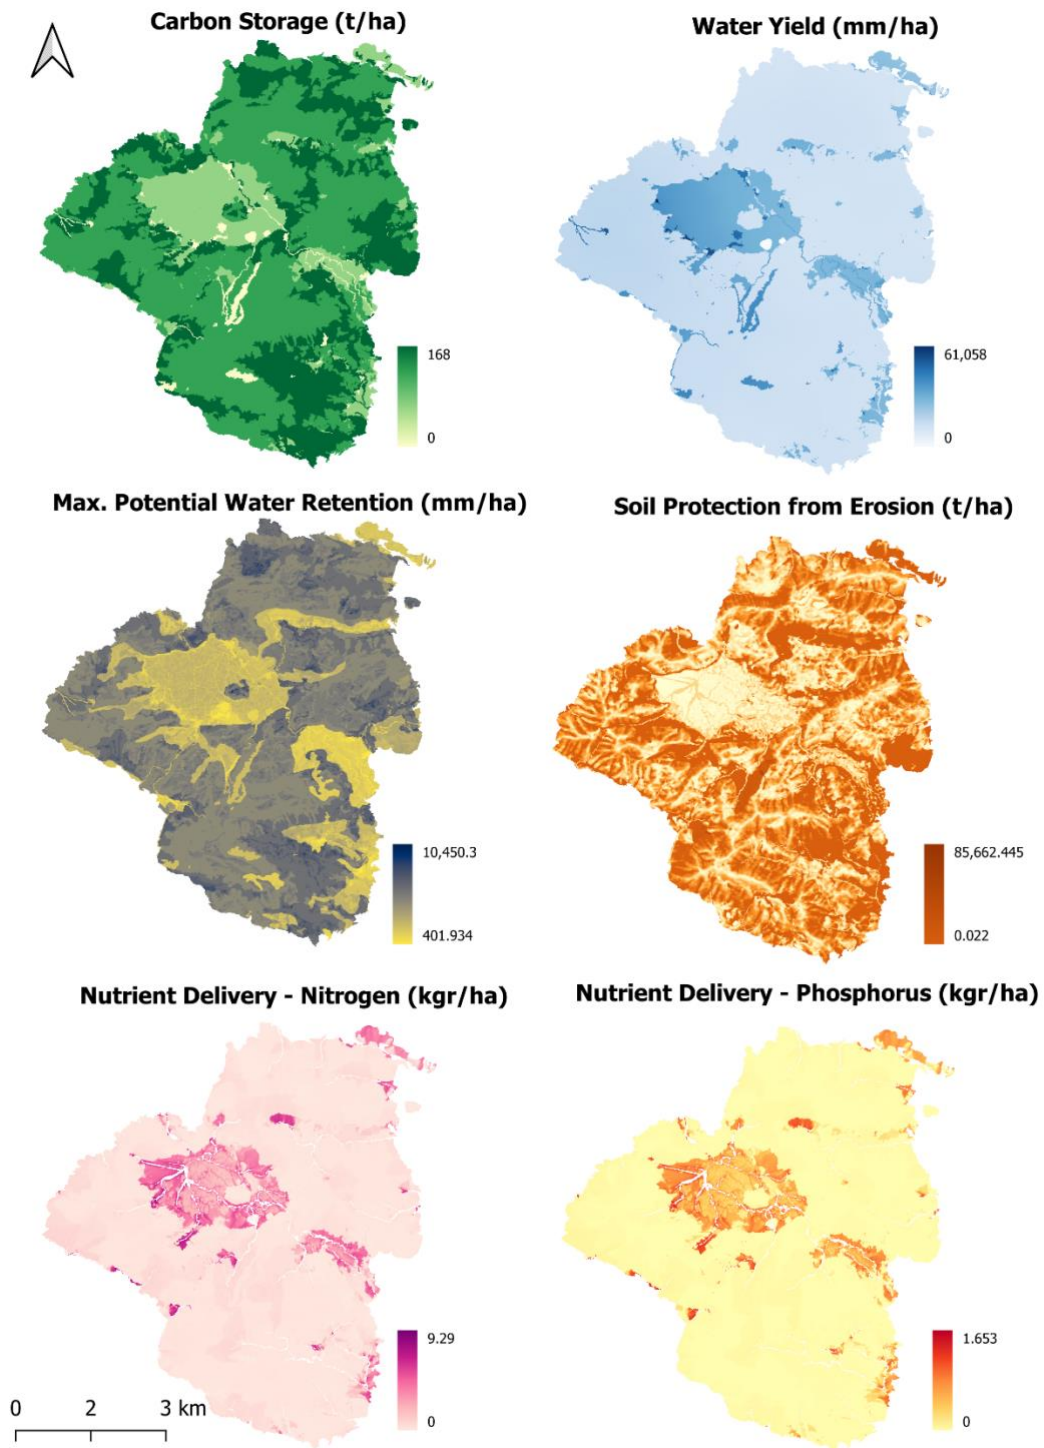 Carbon Storage (t/ha)
Water Yield (mm/ha)
168
0
61,058
0
Max. Potential Water Retention (mm/ha)
Soil Protection from Erosion (t/ha)
10,450.3
401.934
85,662.445
0.022
Nutrient Delivery - Nitrogen (kgr/ha)
Nutrient Delivery - Phosphorus (kgr/ha)
9.29
0
1.653
0
0 2 3 km